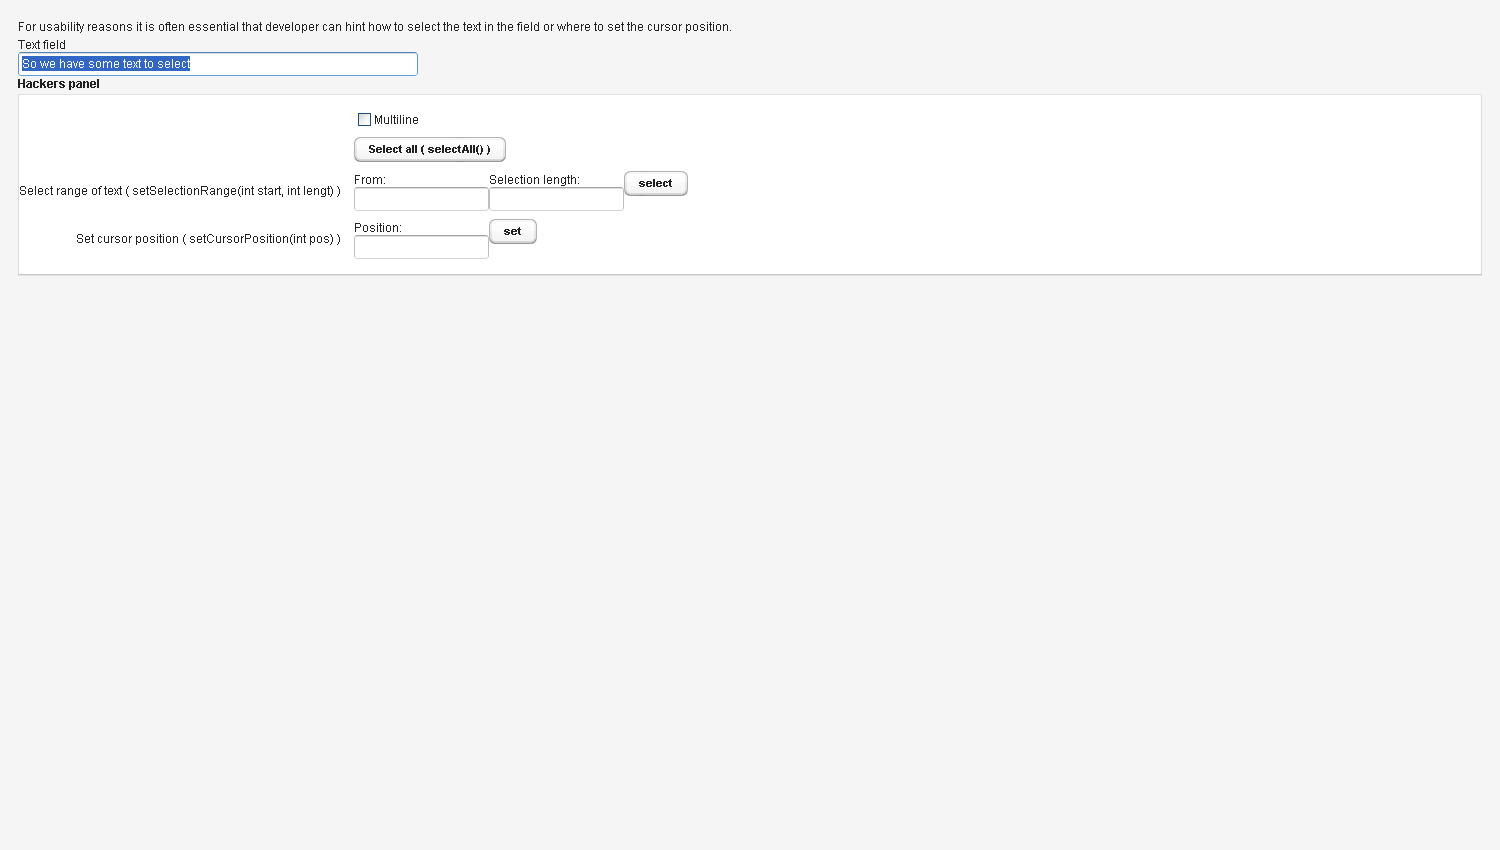 For usability reasons it is often essential that developer can hint how to select the text in the field or where to set the cursor position.
Text field
So we have some text to select
Hackers panel
Multiline
Select all ( selectAll() )
Select range of text ( setSelectionRange(int start, int lengt) )
From:
Selection length:
select
Set cursor position ( setCursorPosition(int pos) )
Position:
set